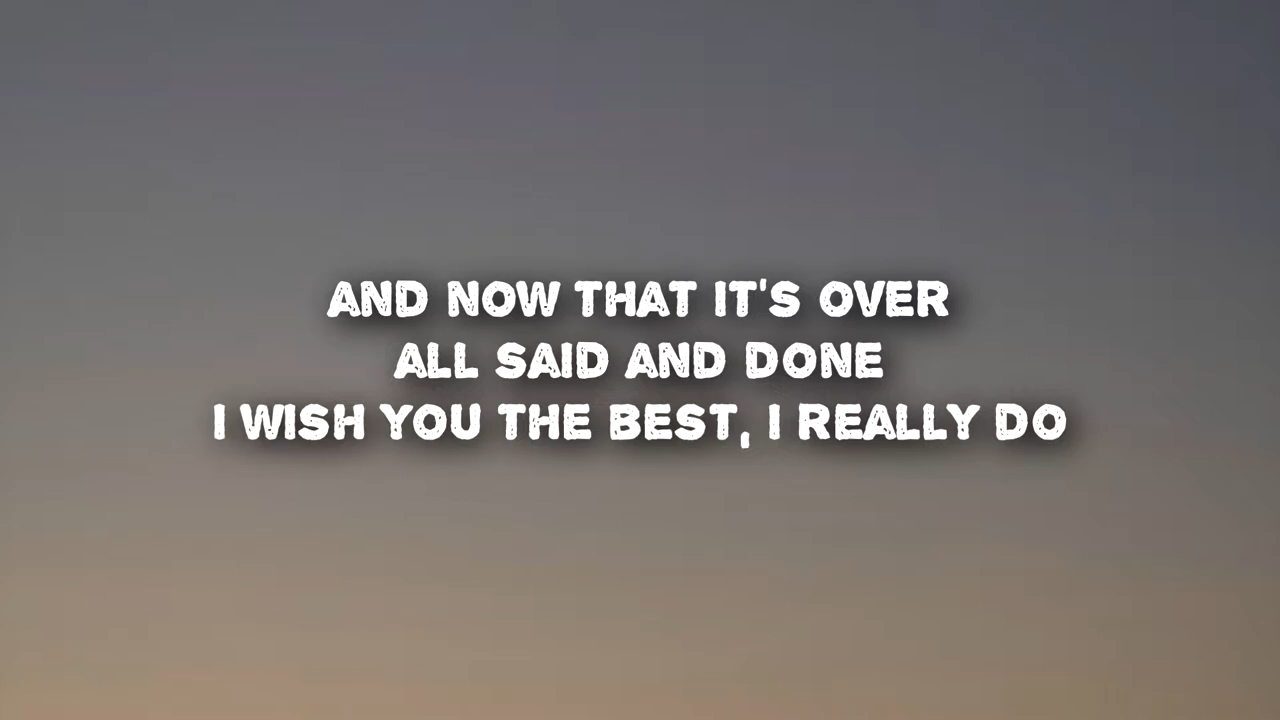 AND NOW THAT IT'S OVER
ALL SAID AND DONE
I WISH YOU THE BEST, I REALLY DO